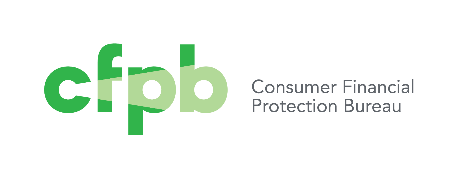 cfpb
Consumer Financial
Protection Bureau